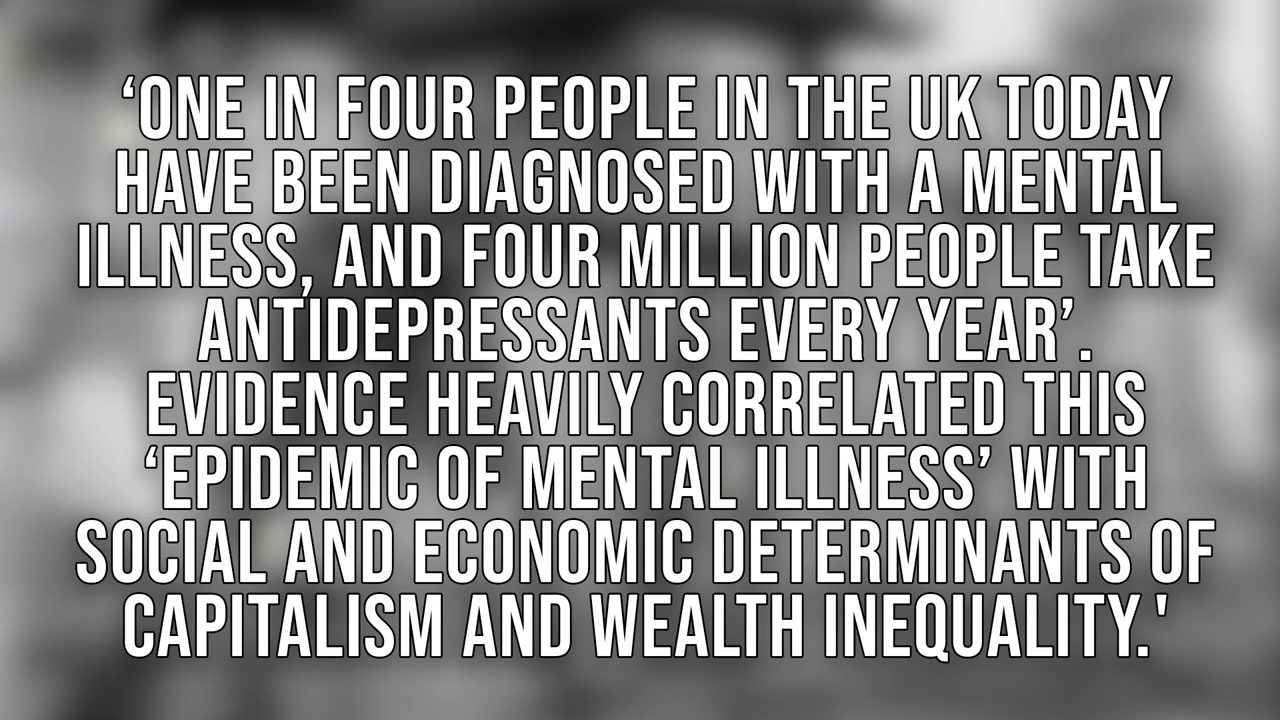 ‘ONE IN FOUR PEOPLE IN THE UK TODAY
HAVE BEEN DIAGNOSED WITH A MENTAL
ILLNESS, AND FOUR MILLION PEOPLE TAKE
ANTIDEPRESSANTS EVERY YEAR’.
EVIDENCE HEAVILY CORRELATED THIS
‘EPIDEMIC OF MENTAL ILLNESS’ WITH
SOCIAL AND ECONOMIC DETERMINANTS OF
CAPITALISM AND WEALTH INEQUALITY.'